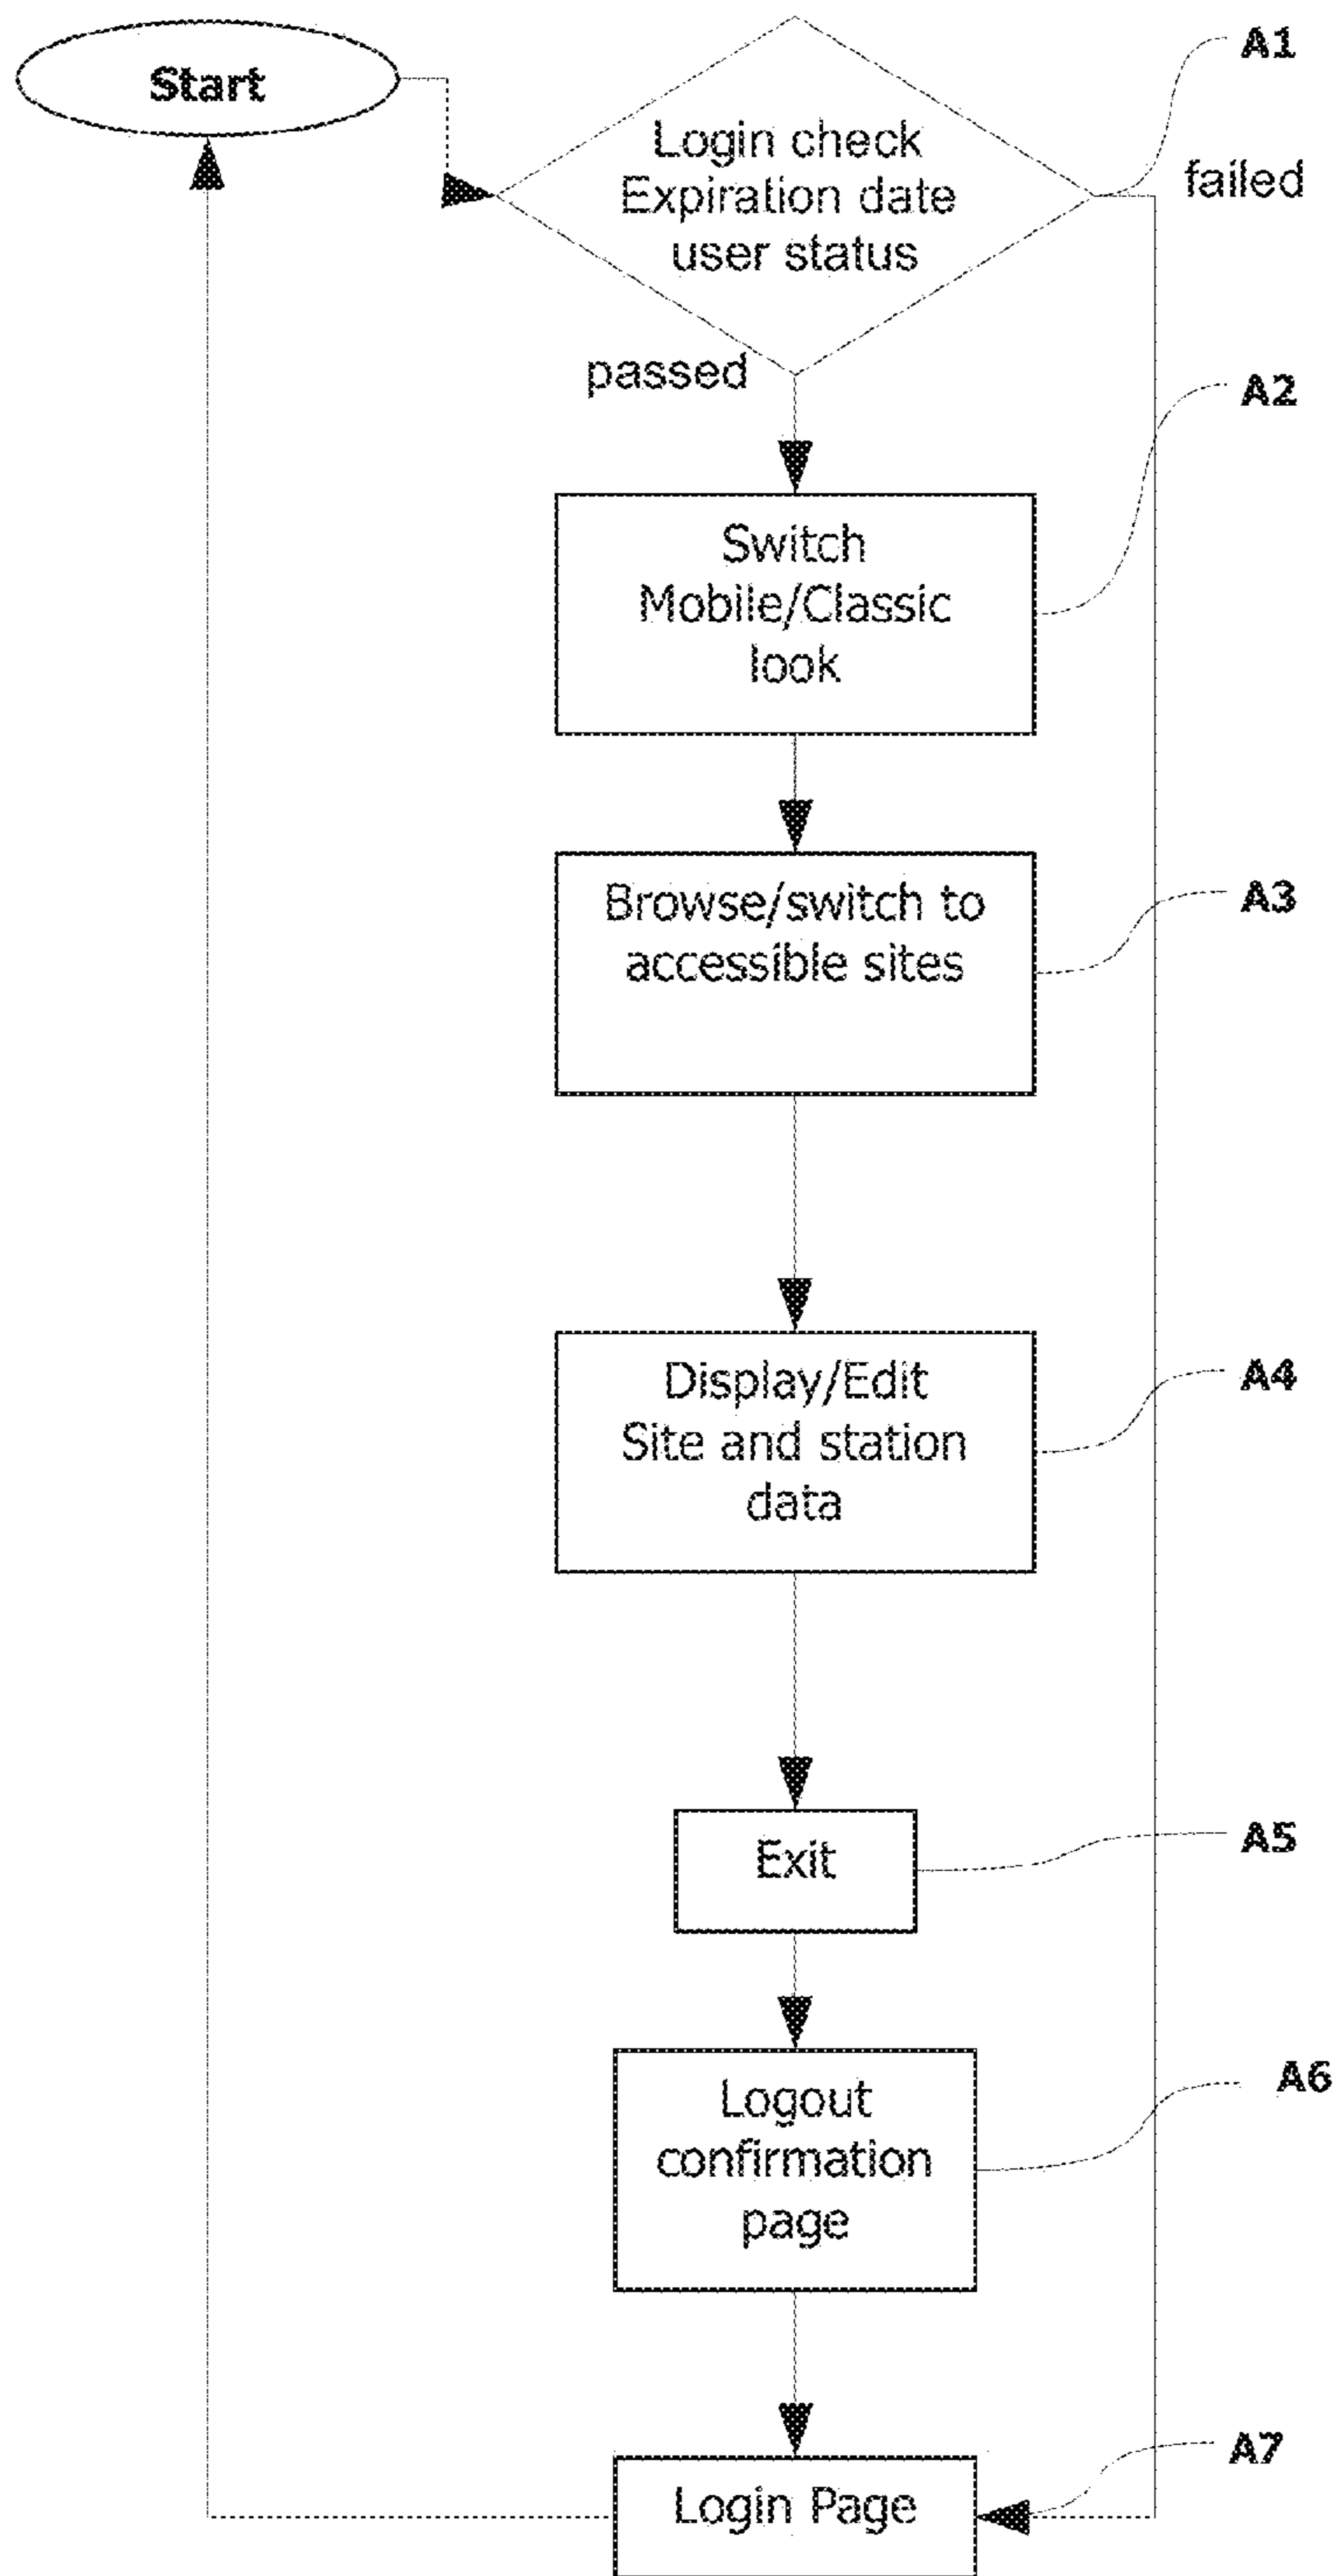 Start
A1
Login check
Expiration date
user status
failed
passed
A2
Switch
Mobile/Classic
look
A3
Browse/switch to
accessible sites
A4
Display/Edit
Site and station
data
A5
Exit
A6
Logout
confirmation
page
A7
Login Page